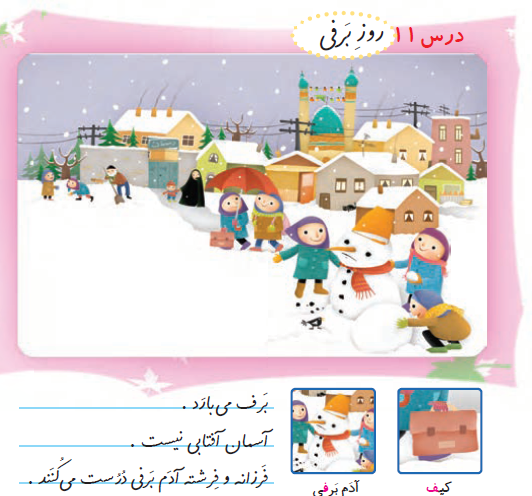 درس ۱۱ روزِ بَرفی
بَرف می‌بارَد .
آسمان آفتابی نیست .
فَرزانه و فِرِشته آدَم بَرفی دُرُست می‌کُنَند .
کیف
آدَم بَرفی